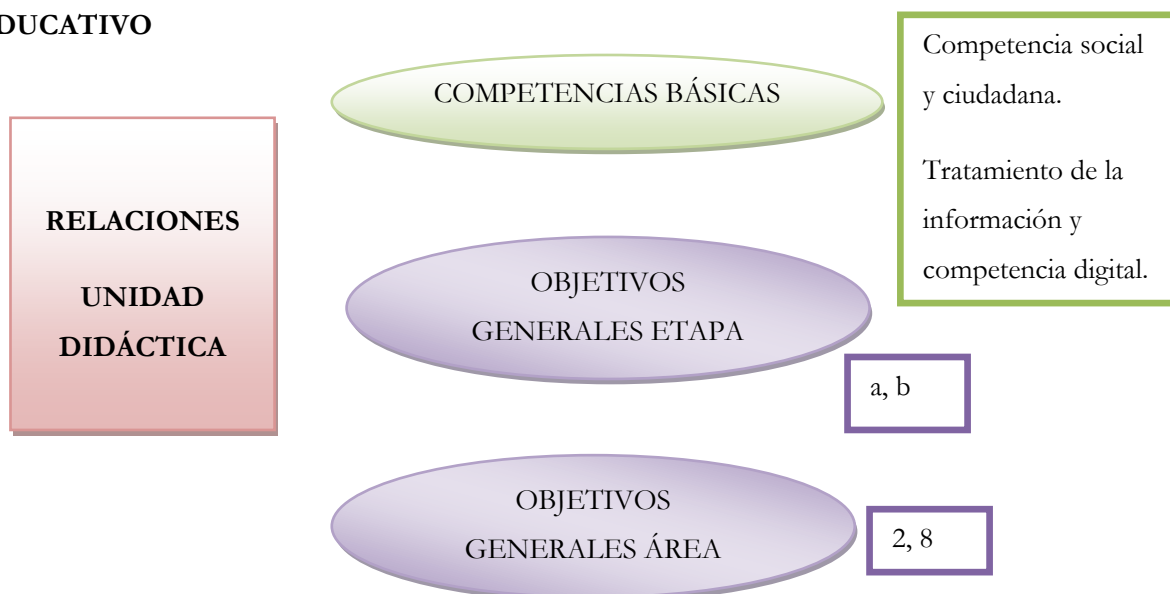 DUCATIVO
COMPETENCIAS BÁSICAS
Competencia social
y ciudadana.
Tratamiento de la
información y
competencia digital.
RELACIONES
UNIDAD
DIDÁCTICA
OBJETIVOS
GENERALES ETAPA
a, b
OBJETIVOS
GENERALES ÁREA
2, 8